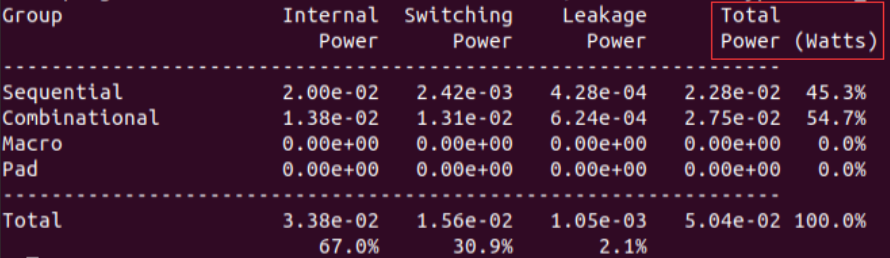 Group Internal Switching Leakage Total
Power Power Power Power (Watts)
----------------------------------------------------------------
Sequential 2.00e-02 2.42e-03 4.28e-04 2.28e-02 45.3%
Combinational 1.38e-02 1.31e-02 6.24e-04 2.75e-02 54.7%
Macro 0.00e+00 0.00e+00 0.00e+00 0.00e+00 0.0%
Pad 0.00e+00 0.00e+00 0.00e+00 0.00e+00 0.0%
----------------------------------------------------------------
Total 3.38e-02 1.56e-02 1.05e-03 5.04e-02 100.0%
67.0% 30.9% 2.1%